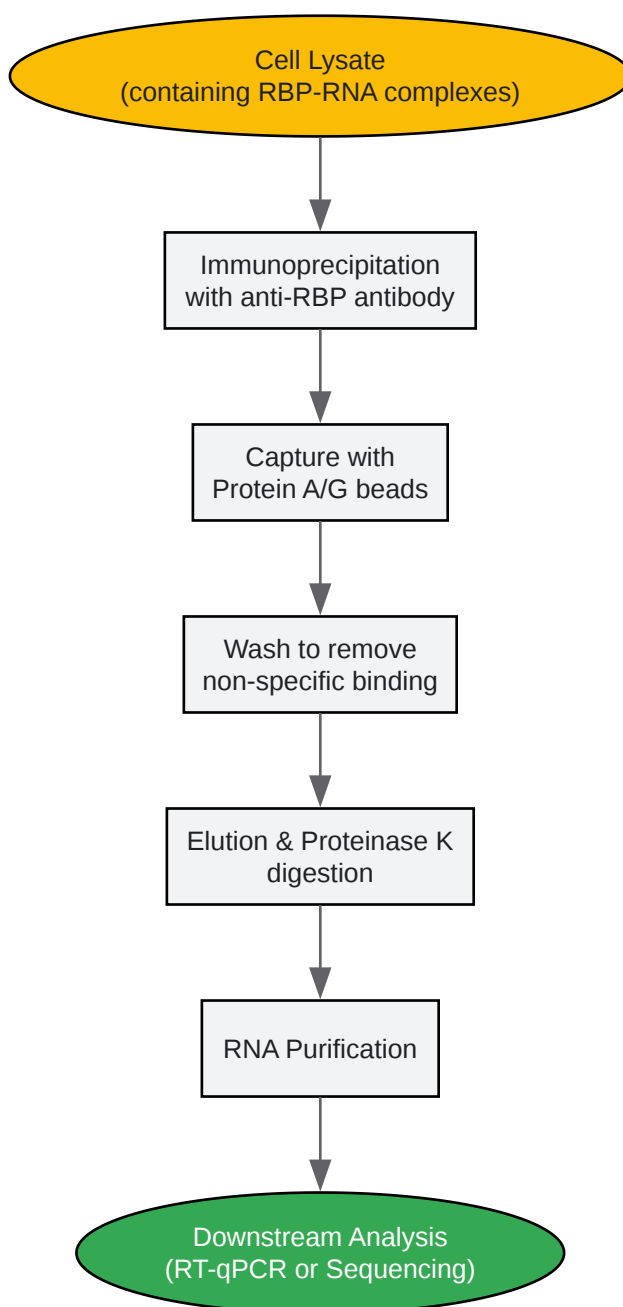 Cell Lysate
(containing RBP-RNA complexes)
Immunoprecipitation
with anti-RBP antibody
Capture with
Protein A/G beads
Wash to remove
non-specific binding
Elution & Proteinase K
digestion
RNA Purification
Downstream Analysis
(RT-qPCR or Sequencing)